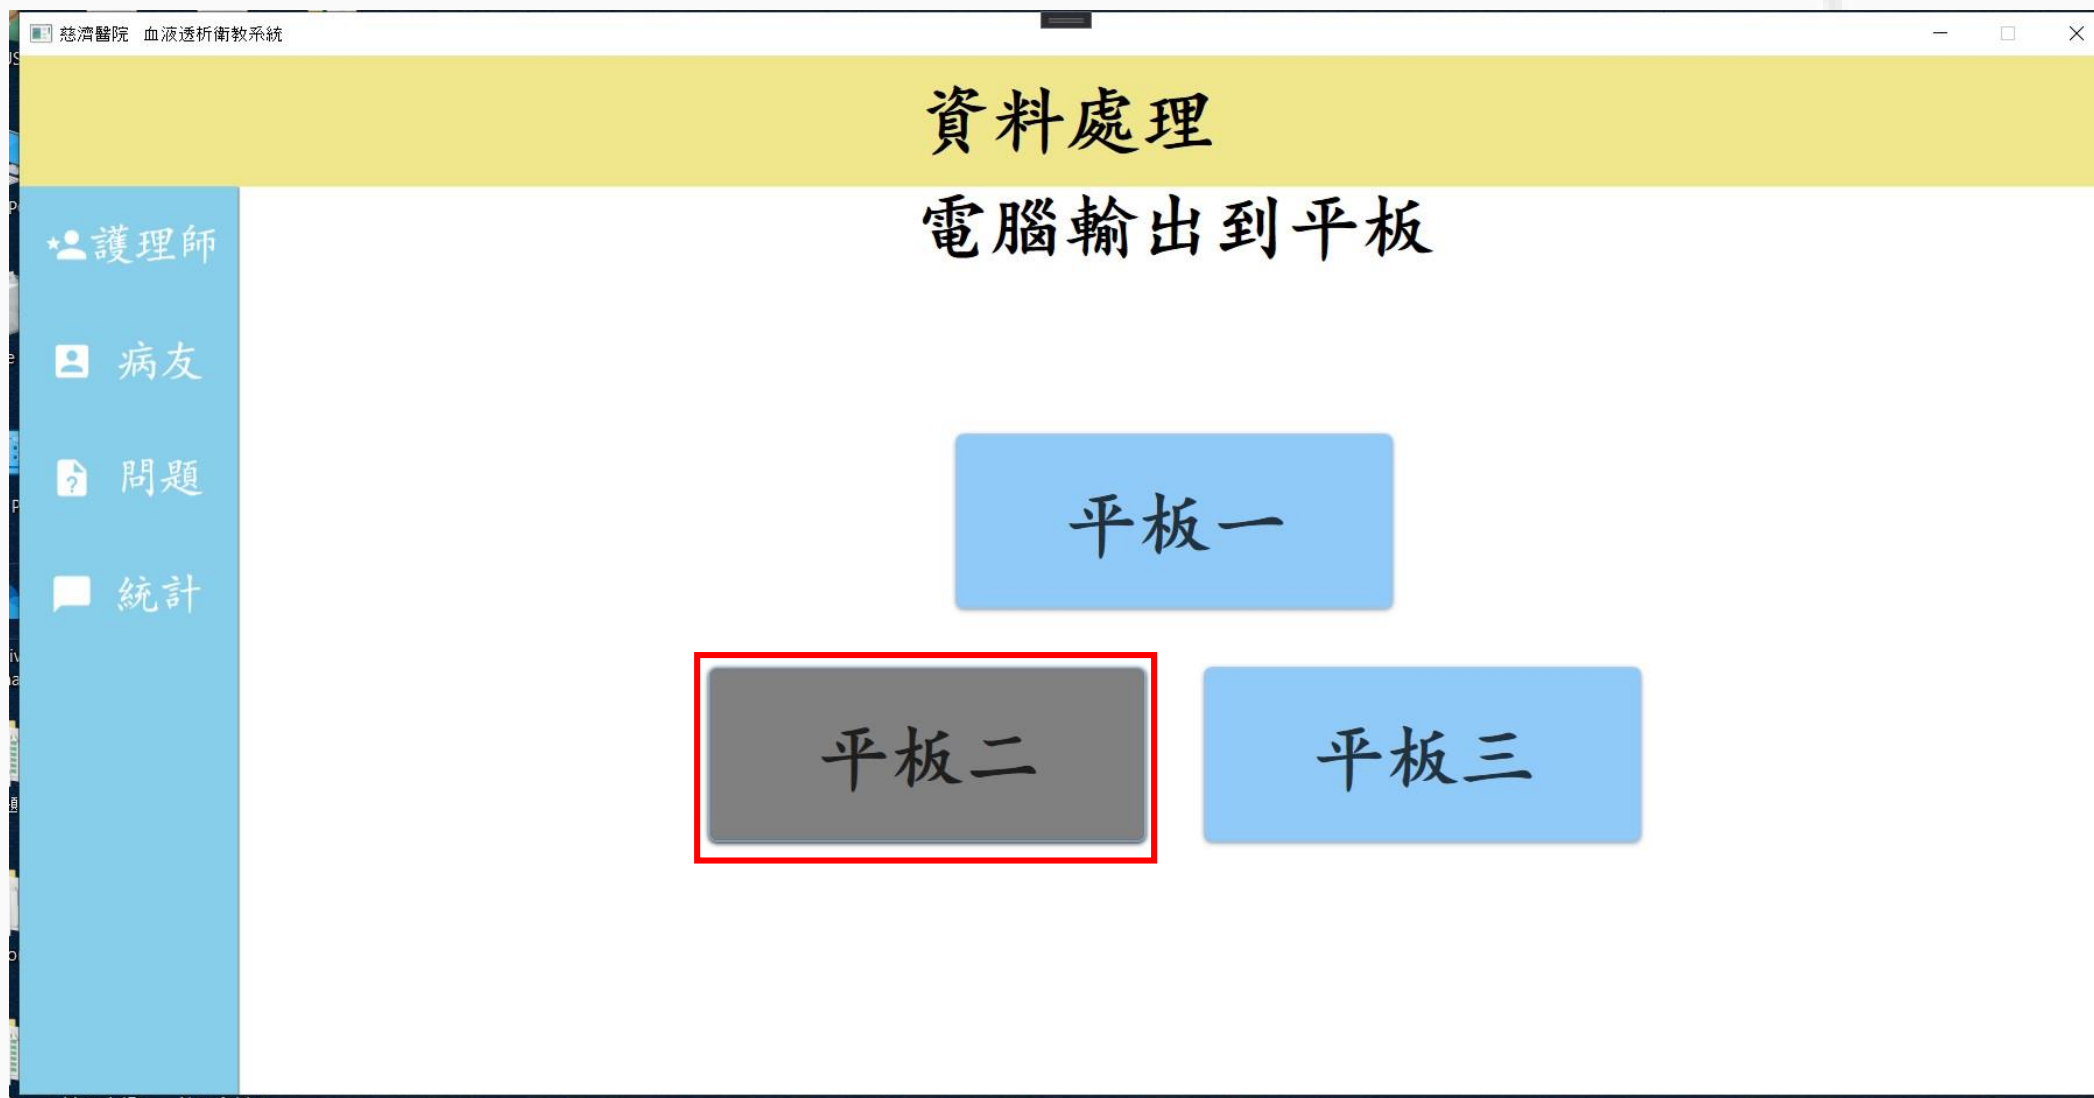 慈濟醫院 血液透析衛教系統
資料處理
電腦輸出到平板
護理師
病友
問題
統計
平板一
平板二
平板三